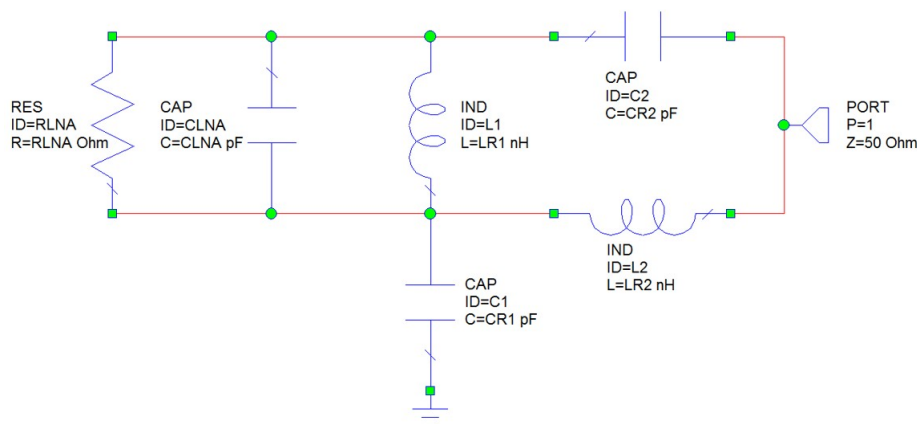 RES
ID=RLNA
R=RLNA Ohm
CAP
ID=CLNA
C=CLNA pF
IND
ID=L1
L=LR1 nH
CAP
ID=C2
C=CR2 pF
PORT
P=1
Z=50 Ohm
IND
ID=L2
L=LR2 nH
CAP
ID=C1
C=CR1 pF